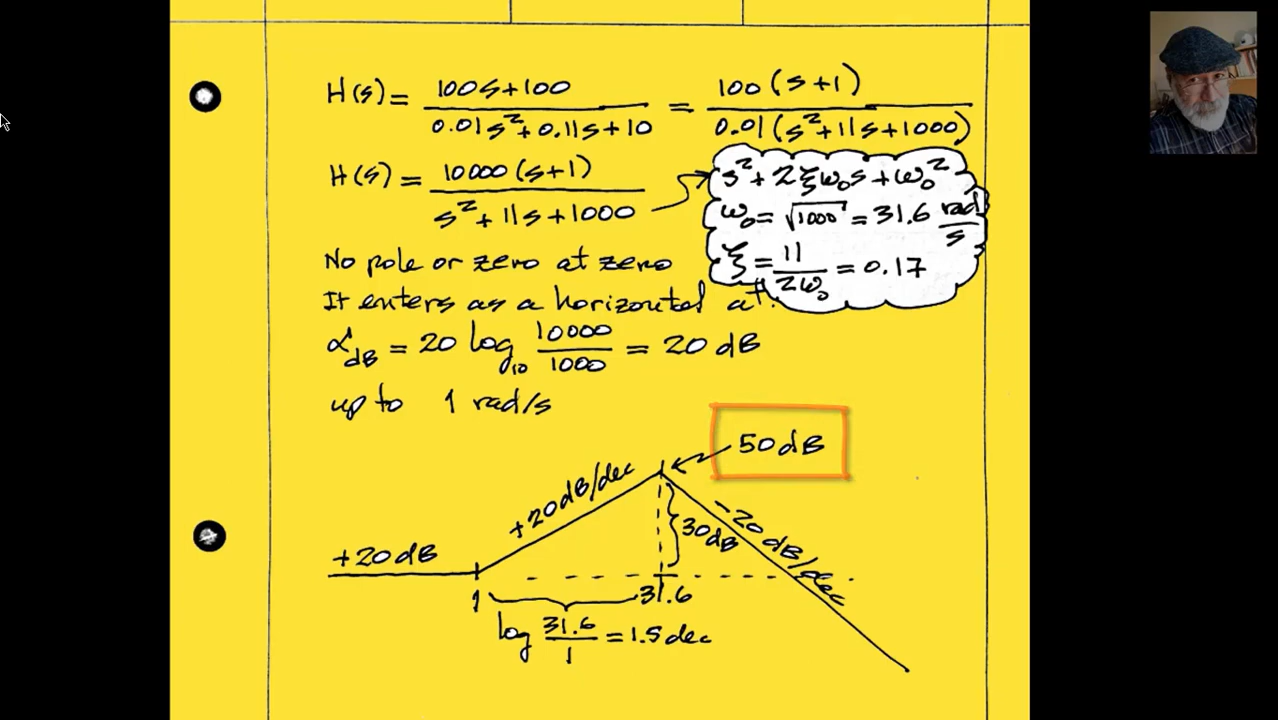 H(s) = (100s+100)/(0.01s²+0.11s+10) = 100(s+1)/(0.01(s²+11s+1000))
H(s) = 10000(s+1)/(s²+11s+1000)
s²+2ξω₀s+ω₀²
ω₀ = √1000 = 31.6 rad/s
ξ = 11/(2ω₀) = 0.17
No pole or zero at zero
It enters as a horizontal at:
α_dB = 20 log₁₀ 10000/1000 = 20 dB
up to 1 rad/s
50 dB
+20 dB/dec
-20 dB/dec
30 dB
+20 dB
1
31.6
log 31.6/1 = 1.5 dec